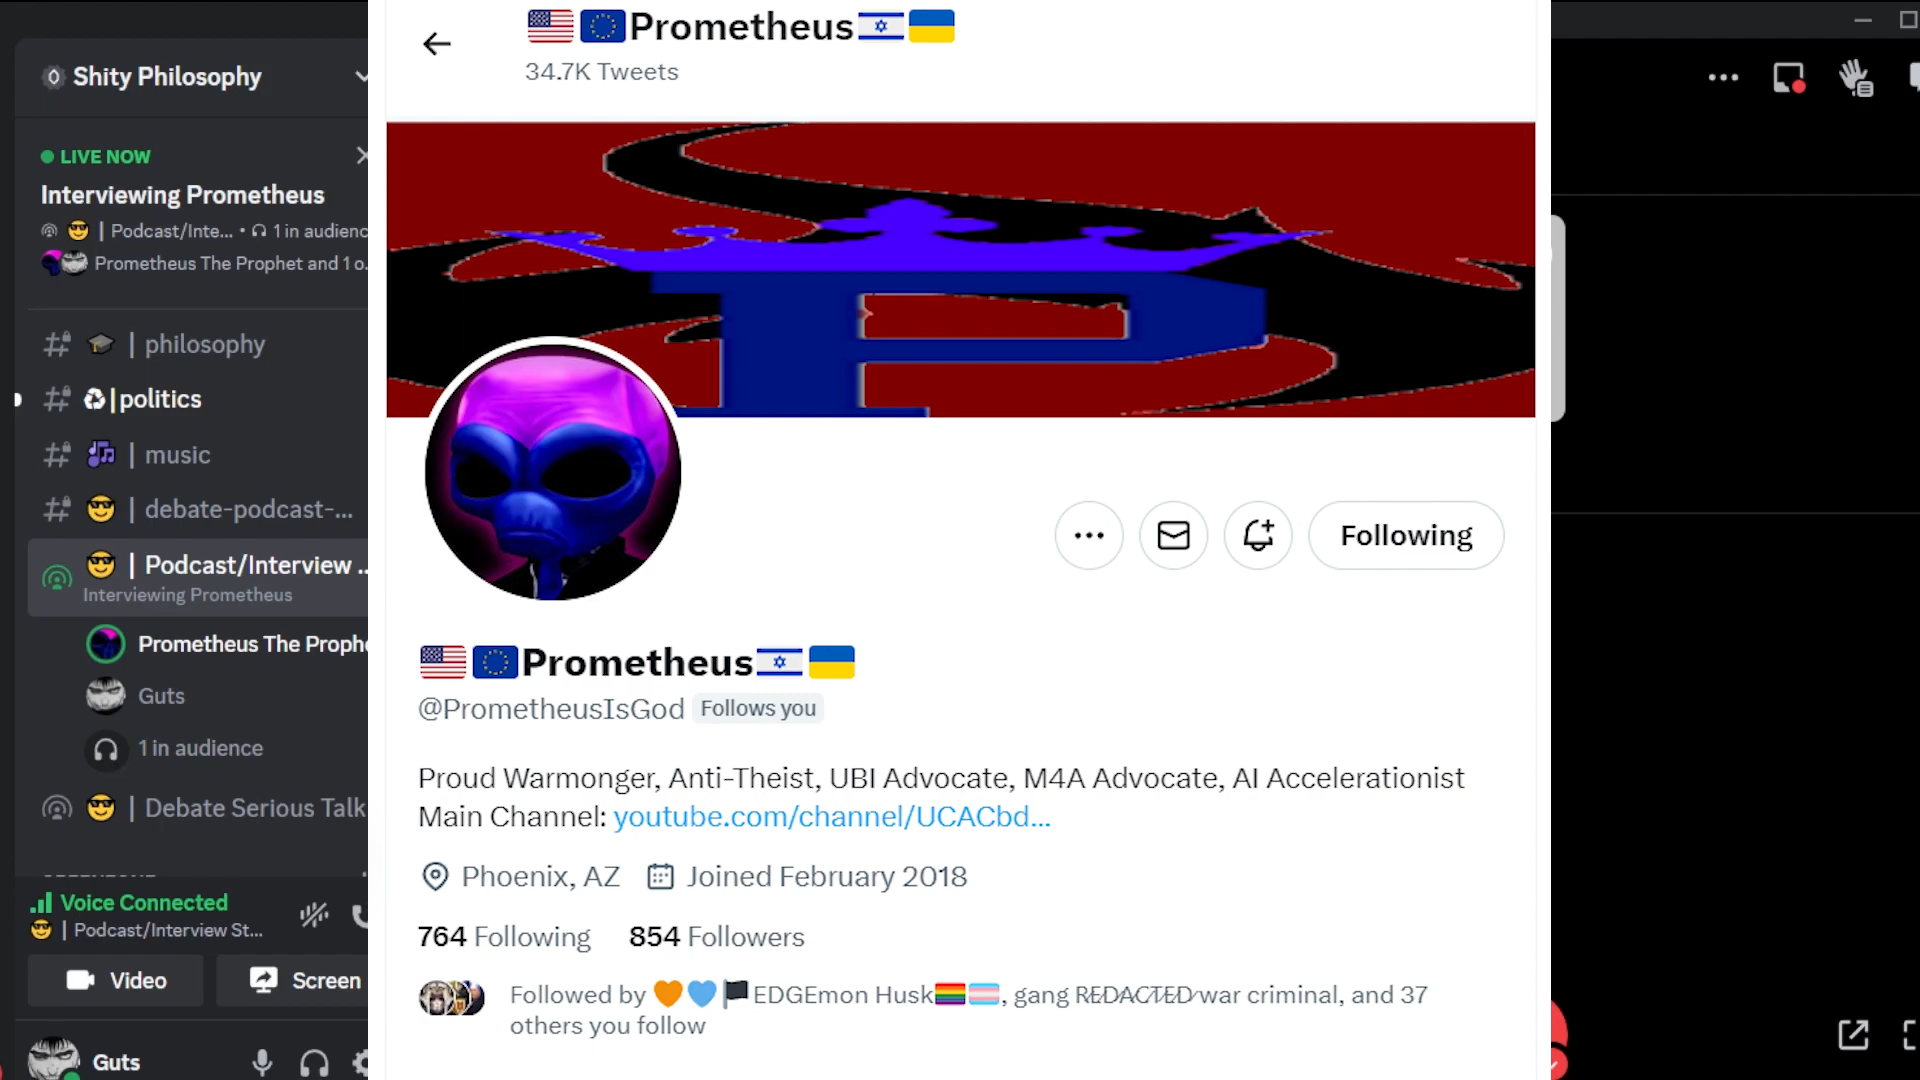 Shity Philosophy
LIVE NOW
Interviewing Prometheus
😎 | Podcast/Inte... • 1 in audienc
Prometheus The Prophet and 1 o.
🎓 | philosophy
♻|politics
🎶 | music
😎 | debate-podcast-...
😎 | Podcast/Interview ..
Interviewing Prometheus
Prometheus The Prophe
Guts
1 in audience
😎 | Debate Serious Talk
Voice Connected
😎 | Podcast/Interview St...
Video
Screen
Guts
🇺🇸🇪🇺Prometheus🇮🇱🇺🇦
34.7K Tweets
Following
🇺🇸🇪🇺Prometheus🇮🇱🇺🇦
@PrometheusIsGod Follows you
Proud Warmonger, Anti-Theist, UBI Advocate, M4A Advocate, AI Accelerationist
Main Channel: youtube.com/channel/UCACbd...
Phoenix, AZ Joined February 2018
764 Following 854 Followers
Followed by 🧡💙🏴EDGEmon Husk🏳️‍🌈🏳️‍⚧️, gang R̷E̷D̷A̷C̷T̷E̷D̷ war criminal, and 37
others you follow